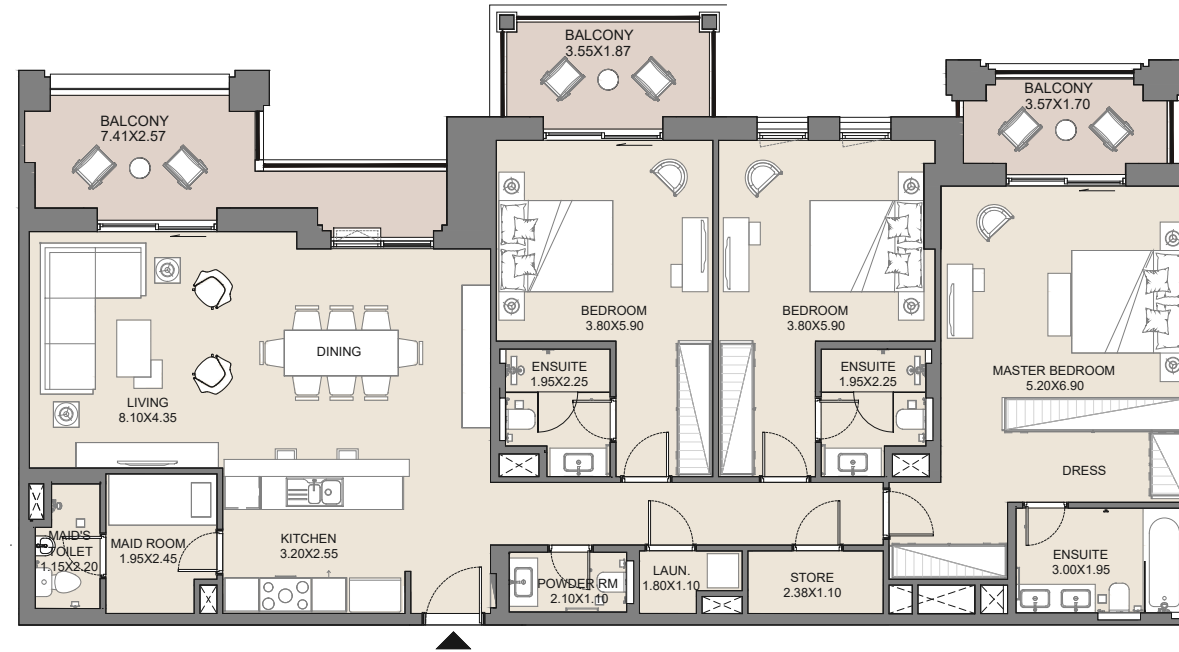 BALCONY
3.55X1.87
BALCONY
7.41X2.57
BALCONY
3.57X1.70
BEDROOM
3.80X5.90
BEDROOM
3.80X5.90
DINING
ENSUITE
1.95X2.25
ENSUITE
1.95X2.25
MASTER BEDROOM
5.20X6.90
LIVING
8.10X4.35
DRESS
MAID'S
TOILET
1.15X2.20
MAID ROOM
1.95X2.45
KITCHEN
3.20X2.55
POWDER RM
2.10X1.10
LAUN.
1.80X1.10
STORE
2.38X1.10
ENSUITE
3.00X1.95